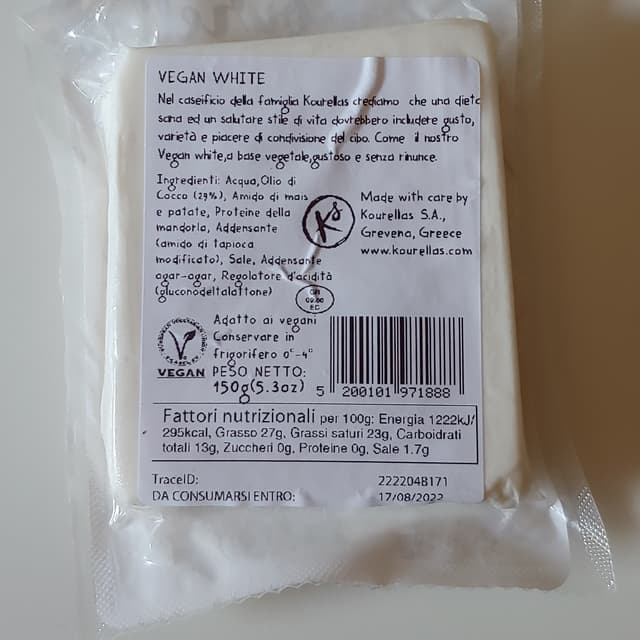 VEGAN WHITE
Nel caseificio della famiglia Kourellas crediamo che una dieta
sana ed un salutare stile di vita dovrebbero includere gusto,
varietà e piacere di condivisione del cibo. Come il nostro
Vegan white,a base vegetale,gustoso e senza rinunce.
Ingredienti: Acqua,Olio di
Cocco (29%), Amido di mais
e patate, Proteine della
mandorla, Addensante
(amido di tapioca
modificato), Sale, Addensante
agar-agar, Regolatore d'acidità
(gluconodeltalattone)
Ks
Made with care by
Kourellas S.A.,
Grevena, Greece
www.kourellas.com
EC
VEGAN
Adatto ai vegani
Conservare in
frigorifero 0°-4°
PESO NETTO:
150g(5.3oz)
5 200101 971888
Fattori nutrizionali per 100g: Energia 1222kJ/
295kcal, Grasso 27g, Grassi saturi 23g, Carboidrati
totali 13g, Zuccheri 0g, Proteine 0g, Sale 1.7g
TraceID: 222204B171
DA CONSUMARSI ENTRO: 17/08/2022